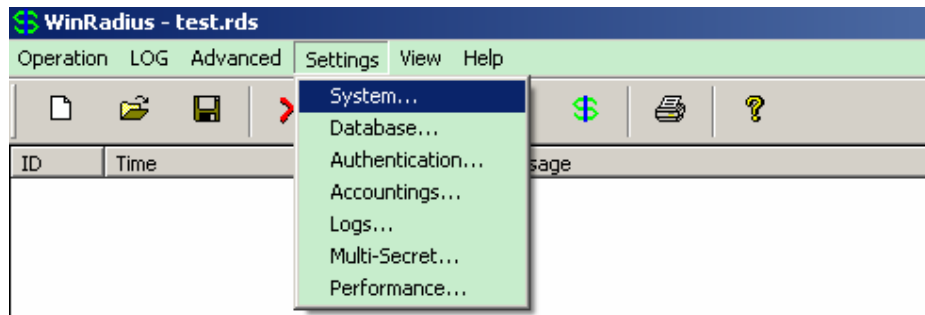 WinRadius - test.rds
Operation LOG Advanced Settings View Help
System...
Database...
ID Time
Authentication...
Accountings...
Logs...
Multi-Secret...
Performance...